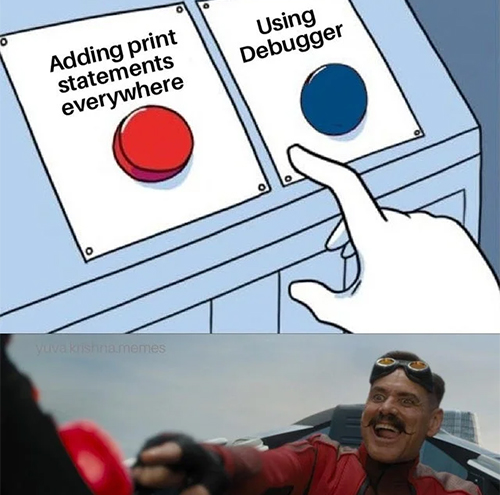 Adding print
statements
everywhere
Using
Debugger
yuva.krishna.memes